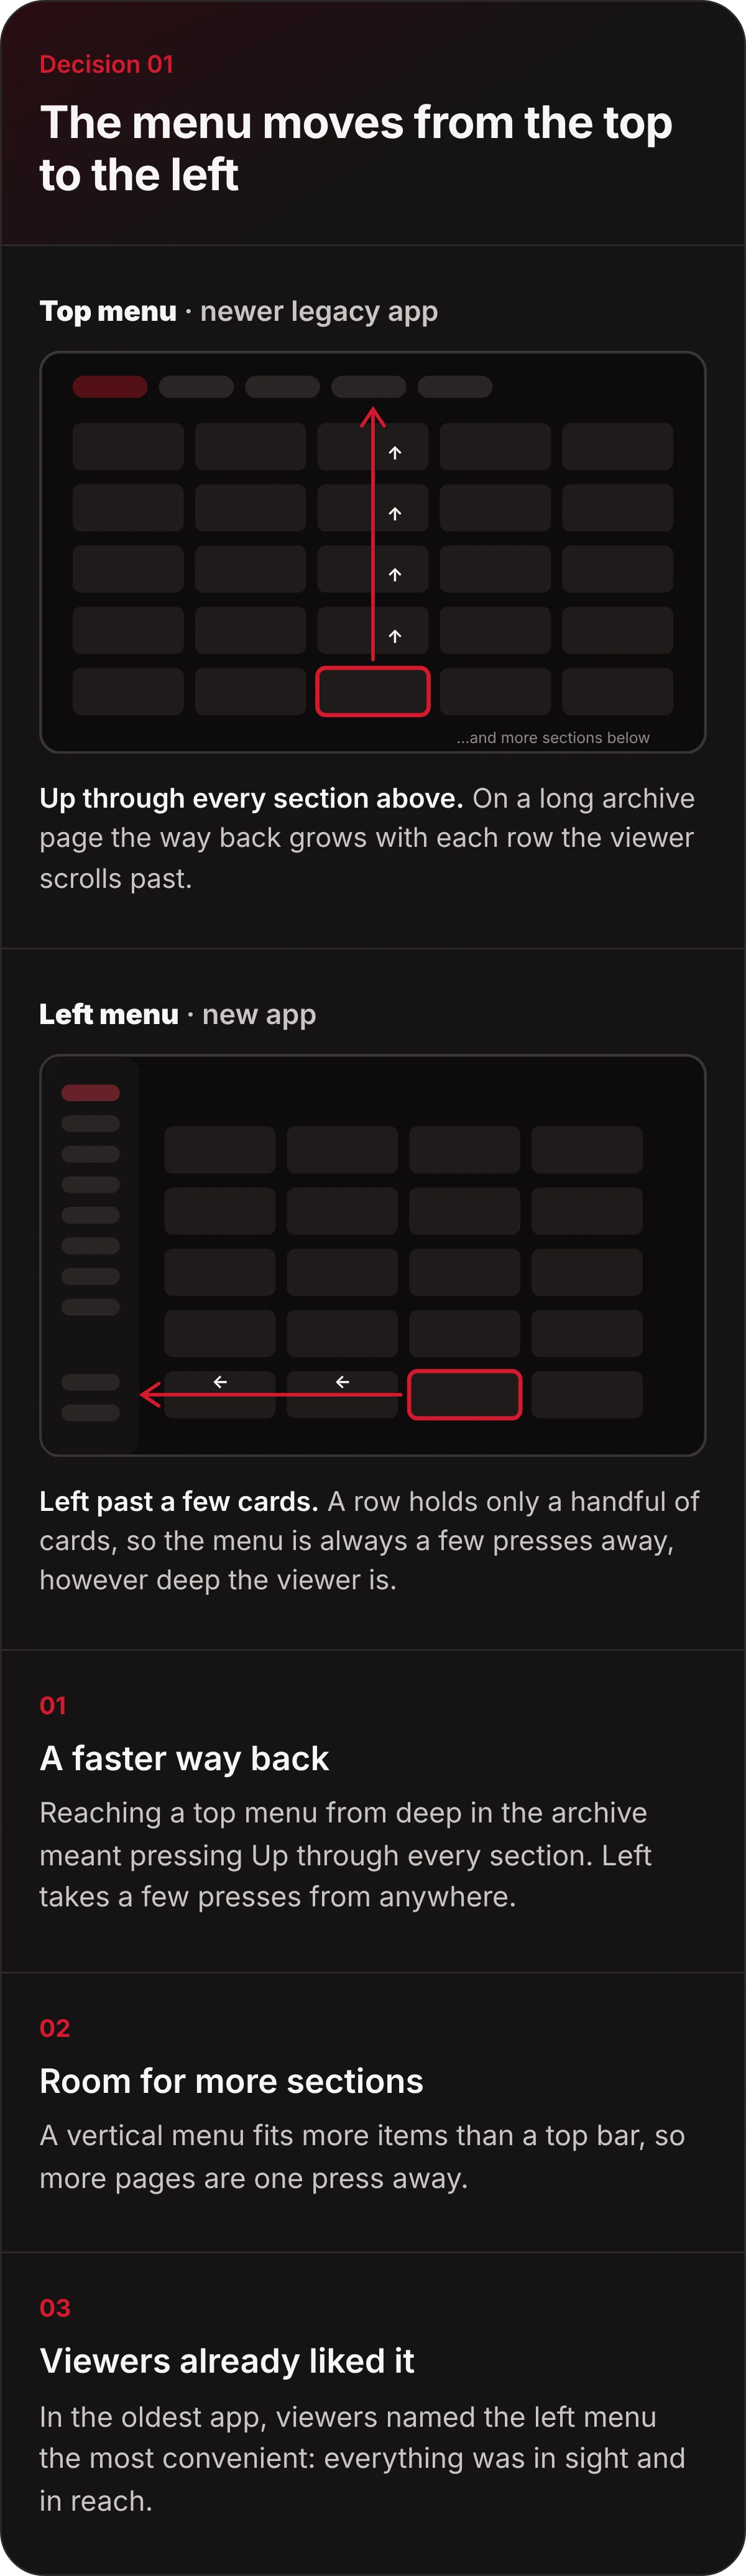 Decision 01
The menu moves from the top
to the left
Top menu · newer legacy app
...and more sections below
Up through every section above. On a long archive
page the way back grows with each row the viewer
scrolls past.
Left menu · new app
Left past a few cards. A row holds only a handful of
cards, so the menu is always a few presses away,
however deep the viewer is.
01
A faster way back
Reaching a top menu from deep in the archive
meant pressing Up through every section. Left
takes a few presses from anywhere.
02
Room for more sections
A vertical menu fits more items than a top bar, so
more pages are one press away.
03
Viewers already liked it
In the oldest app, viewers named the left menu
the most convenient: everything was in sight and
in reach.